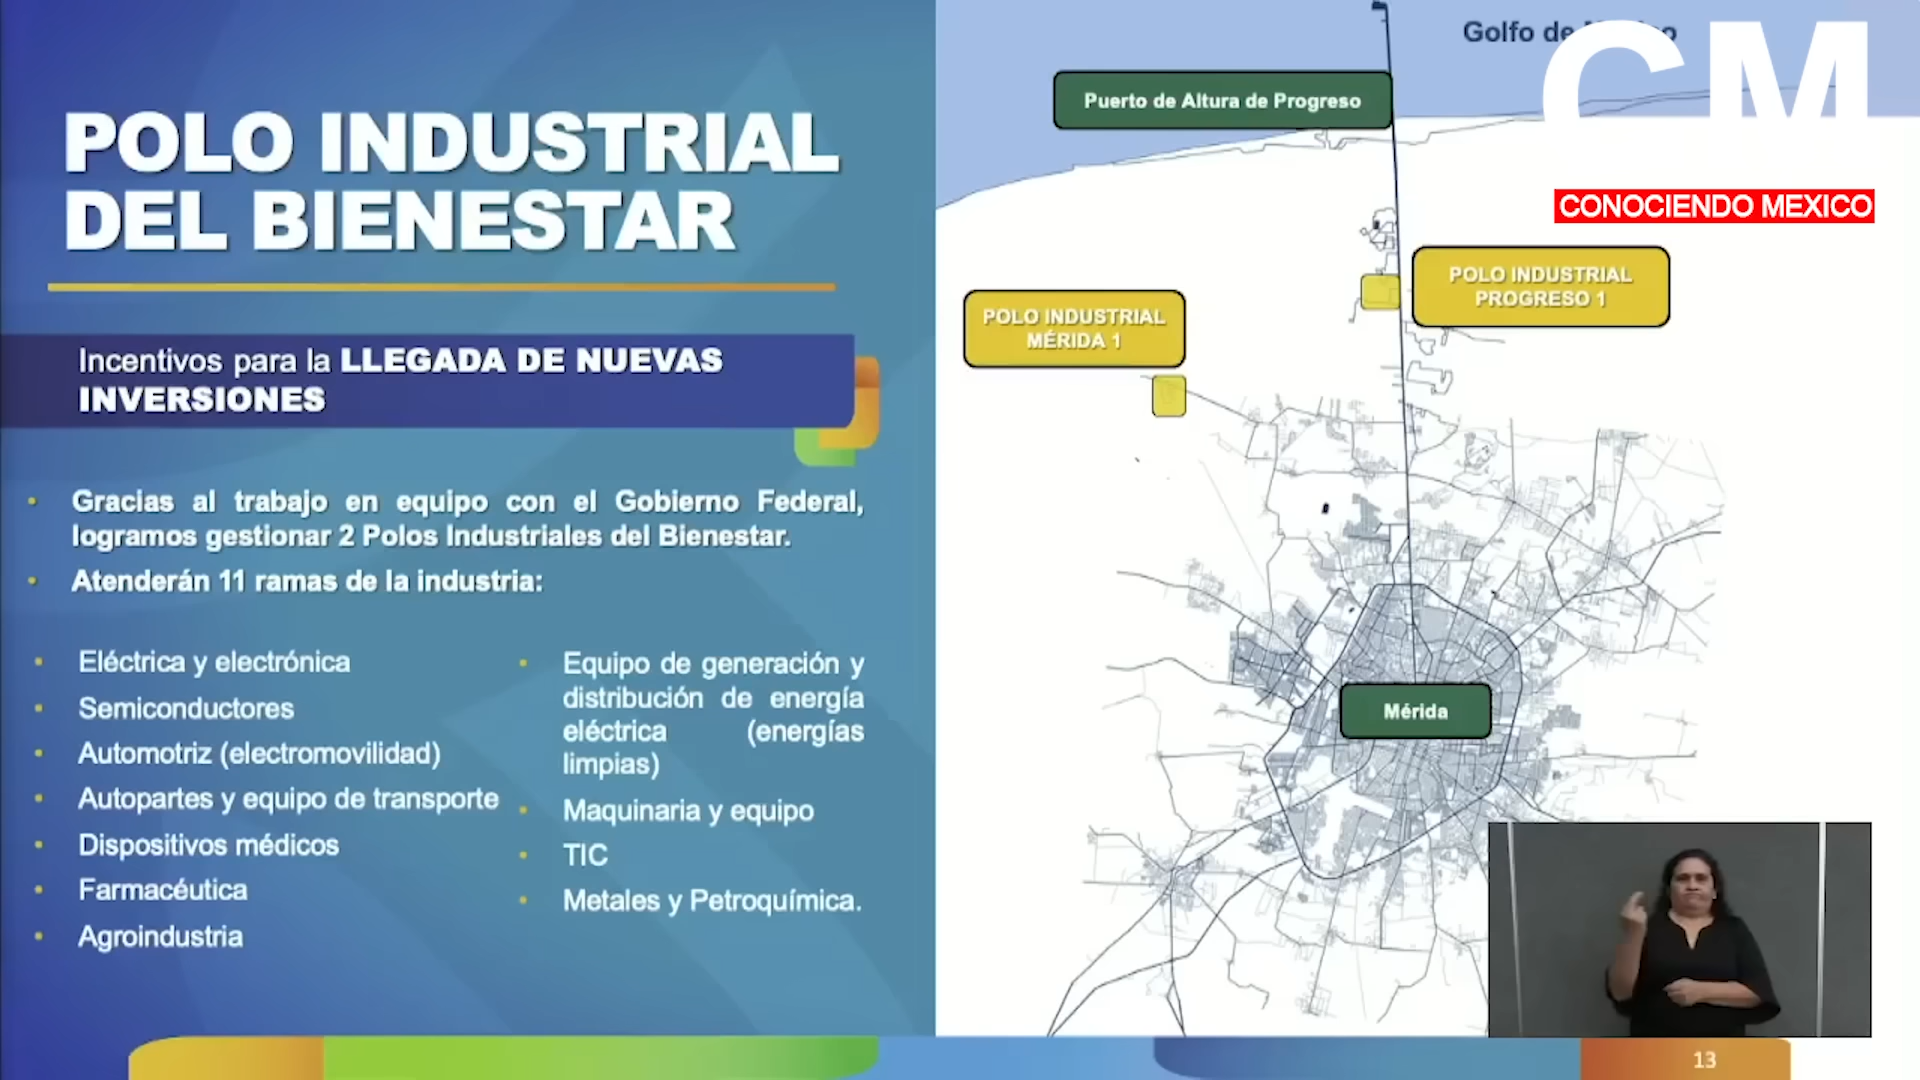 POLO INDUSTRIAL
DEL BIENESTAR
Incentivos para la LLEGADA DE NUEVAS
INVERSIONES
• Gracias al trabajo en equipo con el Gobierno Federal,
logramos gestionar 2 Polos Industriales del Bienestar.
• Atenderán 11 ramas de la industria:
• Eléctrica y electrónica
• Semiconductores
• Automotriz (electromovilidad)
• Autopartes y equipo de transporte
• Dispositivos médicos
• Farmacéutica
• Agroindustria
• Equipo de generación y
distribución de energía
eléctrica (energías
limpias)
• Maquinaria y equipo
• TIC
• Metales y Petroquímica.
Golfo de
CM
CONOCIENDO MEXICO
Puerto de Altura de Progreso
POLO INDUSTRIAL
PROGRESO 1
POLO INDUSTRIAL
MÉRIDA 1
Mérida
13